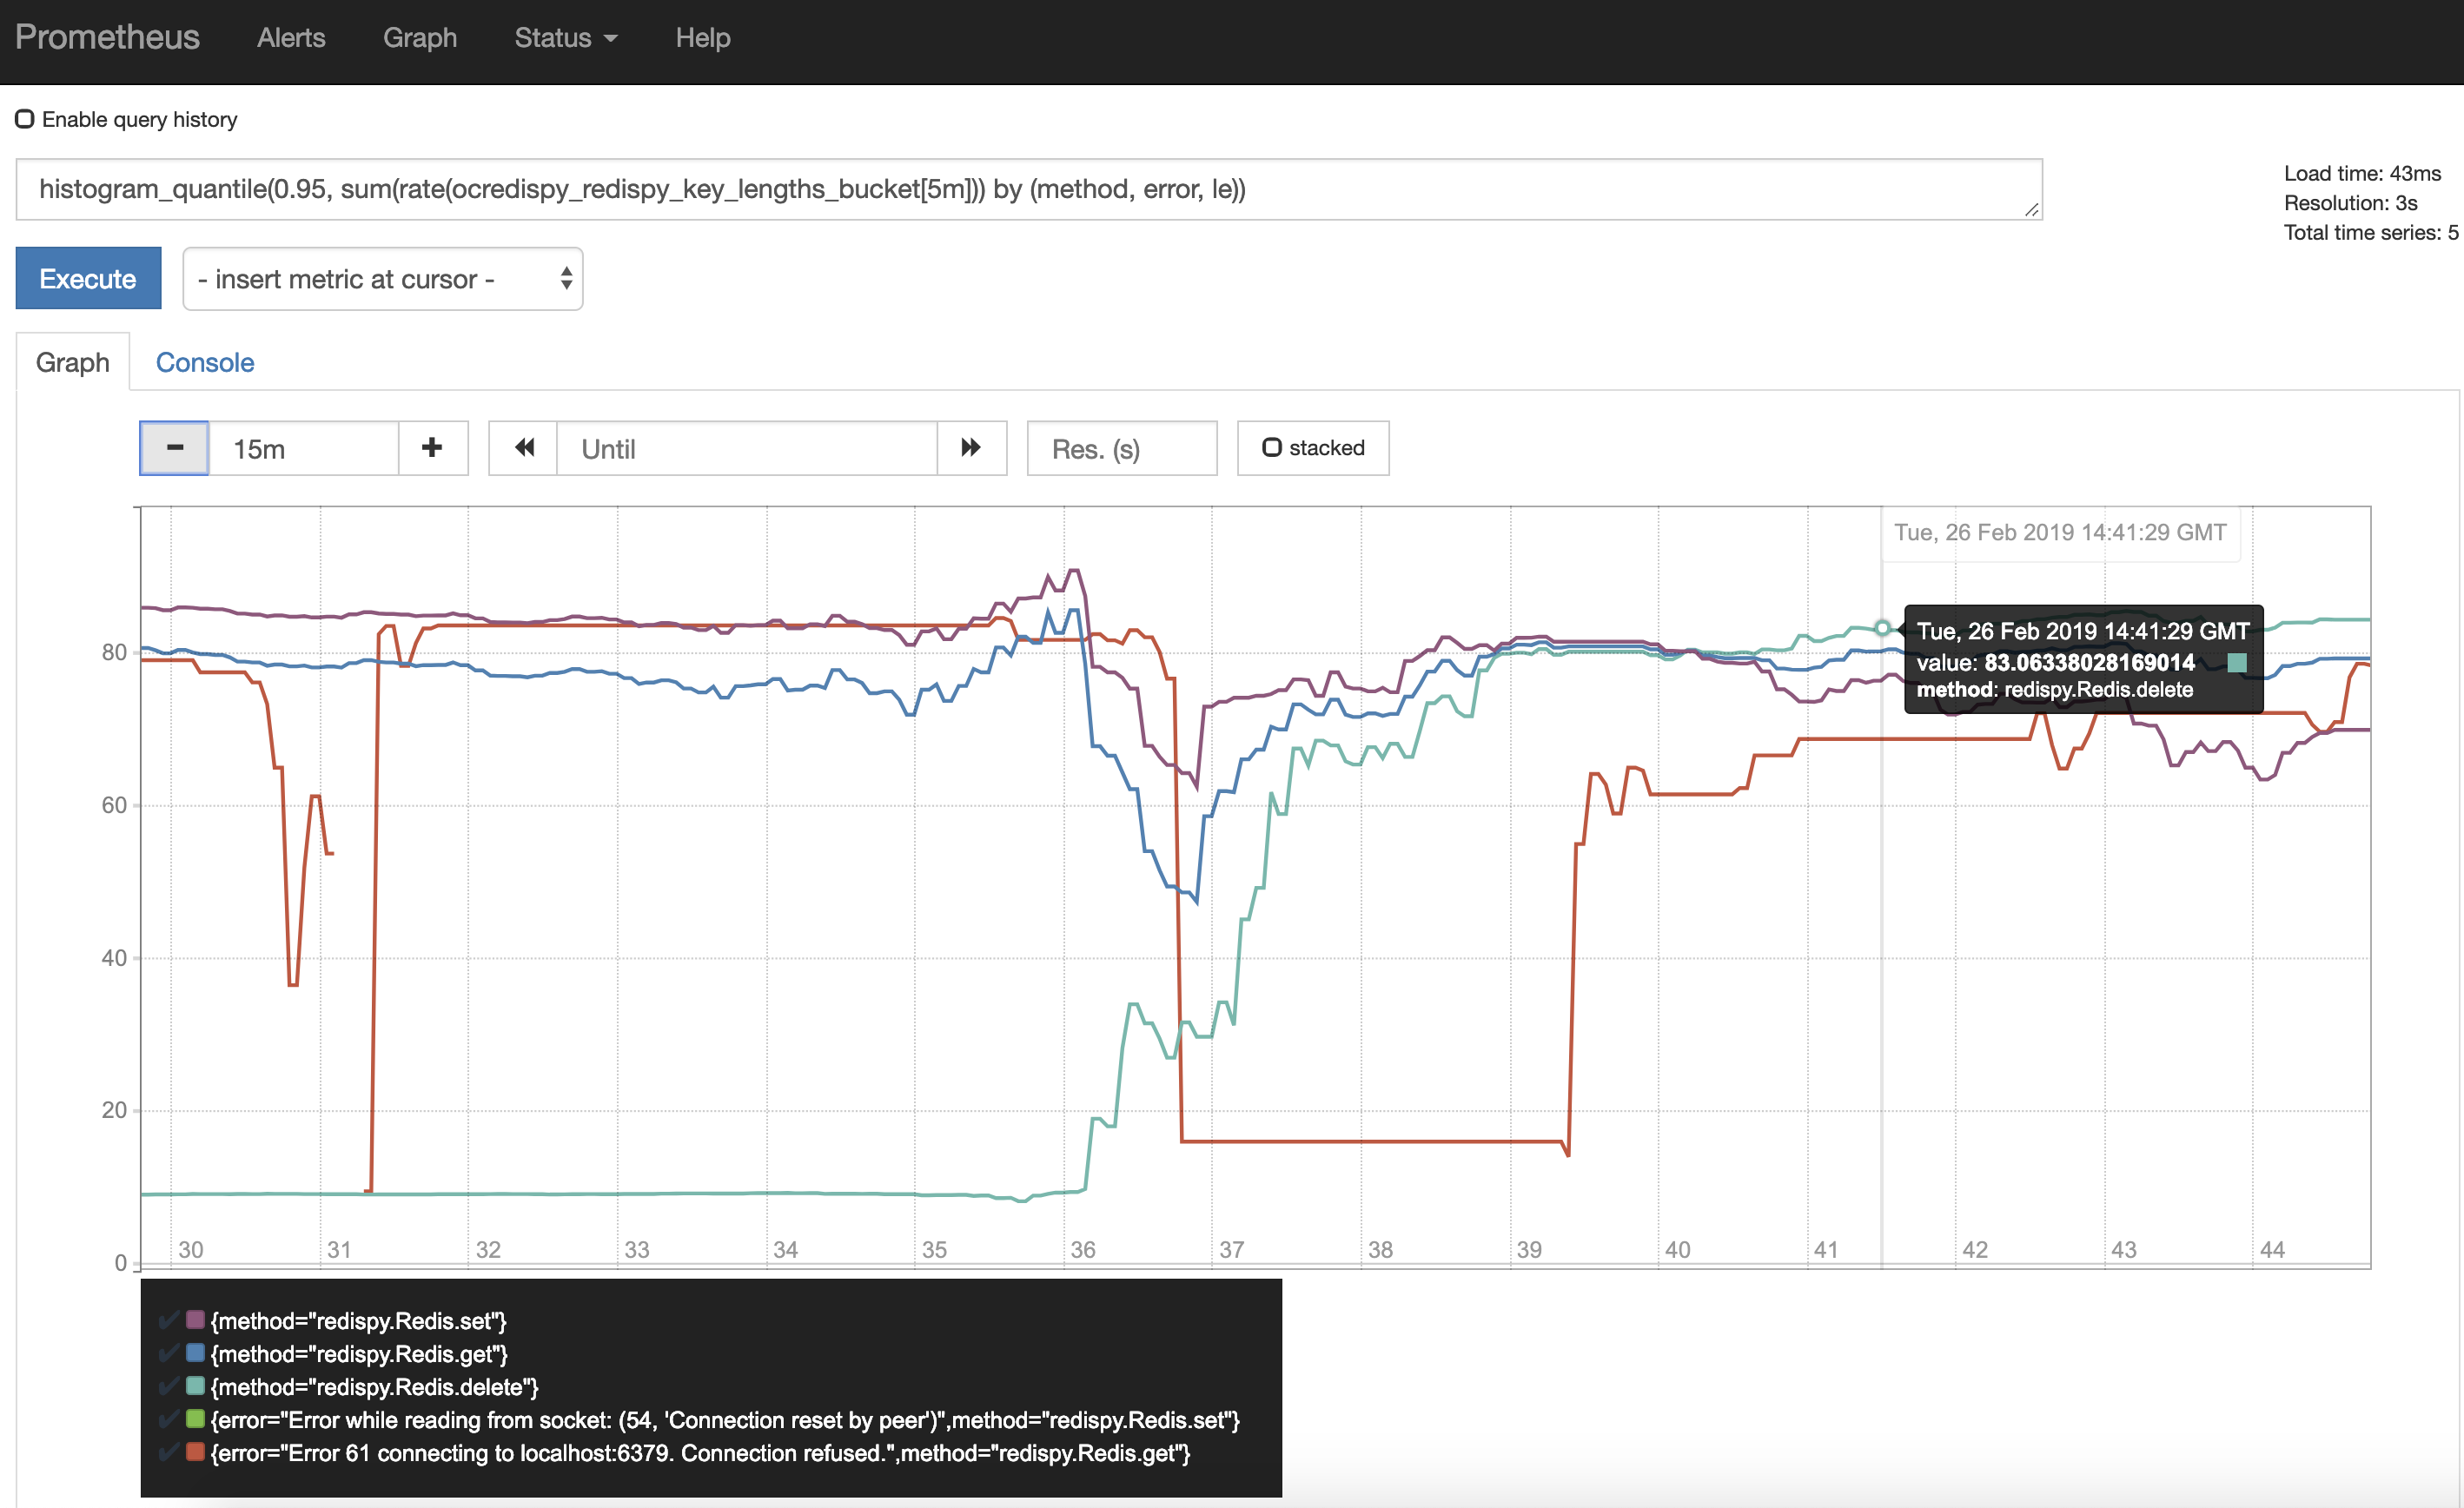 Prometheus Alerts Graph Status Help
Enable query history
histogram_quantile(0.95, sum(rate(ocredispy_redispy_key_lengths_bucket[5m])) by (method, error, le))
Load time: 43ms
Resolution: 3s
Total time series: 5
Execute
- insert metric at cursor -
Graph Console
15m
Until
Res. (s)
stacked
Tue, 26 Feb 2019 14:41:29 GMT
Tue, 26 Feb 2019 14:41:29 GMT
value: 83.06338028169014
method: redispy.Redis.delete
80
60
40
20
0
30 31 32 33 34 35 36 37 38 39 40 41 42 43 44
{method="redispy.Redis.set"}
{method="redispy.Redis.get"}
{method="redispy.Redis.delete"}
{error="Error while reading from socket: (54, 'Connection reset by peer')",method="redispy.Redis.set"}
{error="Error 61 connecting to localhost:6379. Connection refused.",method="redispy.Redis.get"}